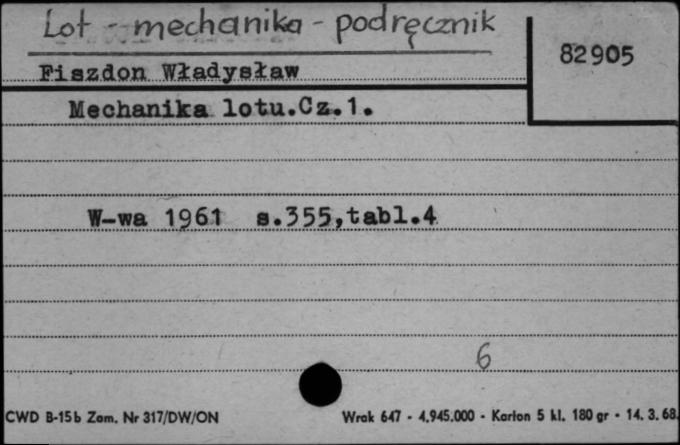 Lot - mechanika - podręcznik
82905
Fiszdon Władysław
Mechanika lotu.Cz.1.
W-wa 1961 s.355,tabl.4
6
CWD B-15b Zam. Nr 317/DW/ON Wrak 647 - 4.945.000 - Karton 5 kl. 180 gr - 14. 3. 68.